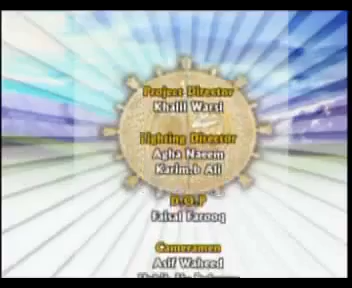 Project Director
Khalil Warsi
Lighting Director
Agha Naeem
Karim.b Ali
D.O.P
Faisal Farooq
Cameramen
Asif Waheed